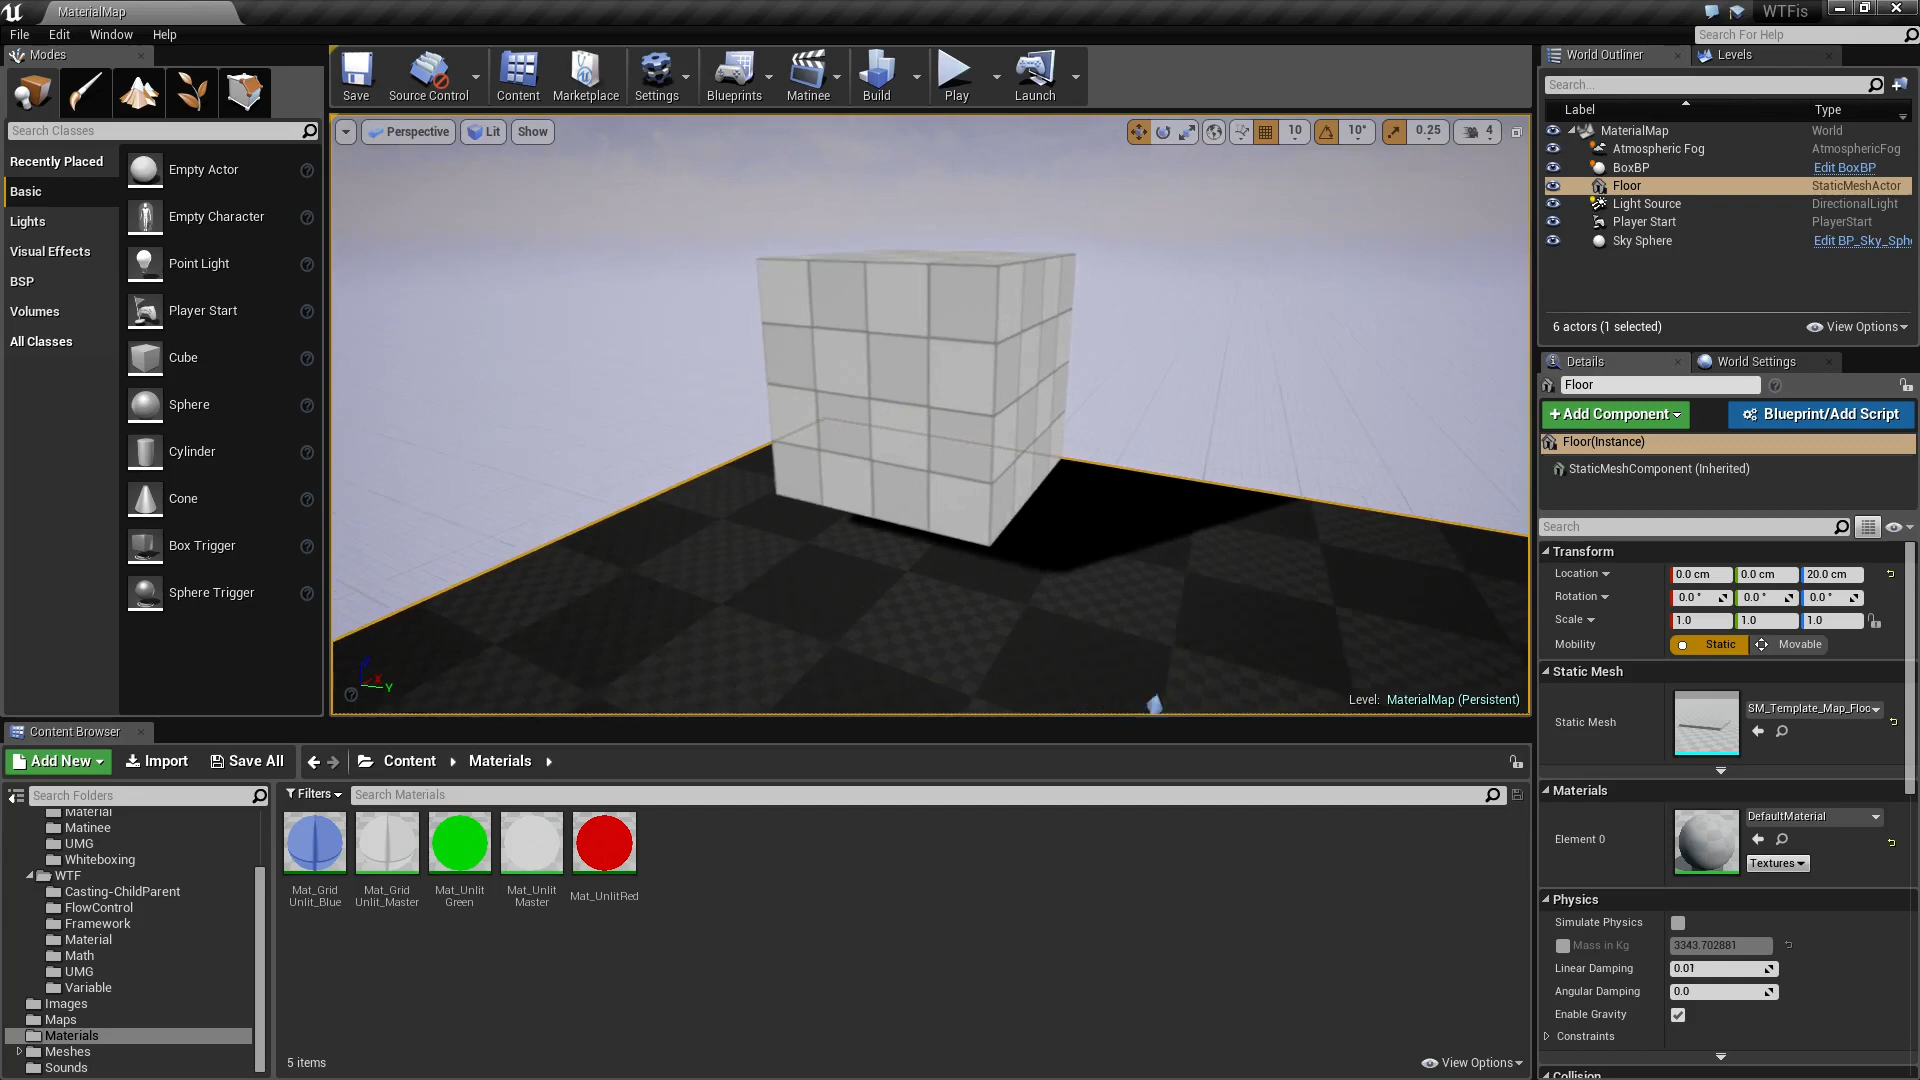 MaterialMap
WTFis
File Edit Window Help
Search For Help
Modes
Search Classes
Recently Placed
Basic
Lights
Visual Effects
BSP
Volumes
All Classes
Empty Actor
Empty Character
Point Light
Player Start
Cube
Sphere
Cylinder
Cone
Box Trigger
Sphere Trigger
Save Source Control Content Marketplace Settings Blueprints Matinee Build Play Launch
Perspective Lit Show
10 10° 0.25 4
Z X Y
Level: MaterialMap (Persistent)
World Outliner Levels
Search...
Label Type
MaterialMap World
Atmospheric Fog AtmosphericFog
BoxBP Edit BoxBP
Floor StaticMeshActor
Light Source DirectionalLight
Player Start PlayerStart
Sky Sphere Edit BP_Sky_Sph
6 actors (1 selected) View Options
Details World Settings
Floor
+ Add Component Blueprint/Add Script
Floor(Instance)
StaticMeshComponent (Inherited)
Search
Transform
Location 0.0 cm 0.0 cm 20.0 cm
Rotation 0.0 ° 0.0 ° 0.0 °
Scale 1.0 1.0 1.0
Mobility Static Movable
Static Mesh
Static Mesh SM_Template_Map_Floo
Materials
Element 0 DefaultMaterial
Textures
Physics
Simulate Physics
Mass in Kg 3343.702881
Linear Damping 0.01
Angular Damping 0.0
Enable Gravity
Constraints
Collision
Content Browser
Add New Import Save All Content Materials
Search Folders
Material
Matinee
UMG
Whiteboxing
WTF
Casting-ChildParent
FlowControl
Framework
Material
Math
UMG
Variable
Images
Maps
Materials
Meshes
Sounds
Filters Search Materials
Mat_Grid
Unlit_Blue
Mat_Grid
Unlit_Master
Mat_Unlit
Green
Mat_Unlit
Master
Mat_UnlitRed
5 items View Options